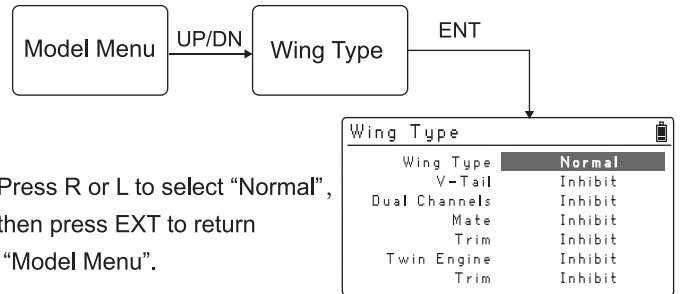 Model Menu
UP/DN
Wing Type
ENT
Press R or L to select “Normal”,
then press EXT to return
“Model Menu”.
Wing Type
Wing Type Normal
V-Tail Inhibit
Dual Channels Inhibit
Mate Inhibit
Trim Inhibit
Twin Engine Inhibit
Trim Inhibit